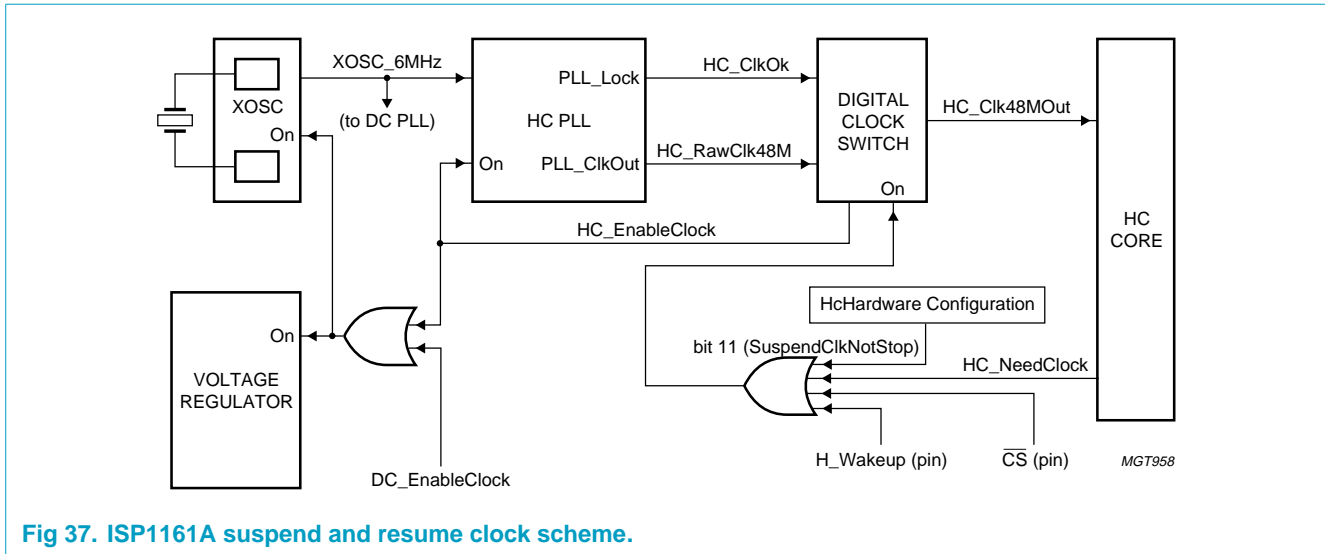 XOSC_6MHz
XOSC
On
(to DC PLL)
PLL_Lock
HC PLL
PLL_ClkOut
On
HC_ClkOk
HC_RawClk48M
DIGITAL
CLOCK
SWITCH
On
HC_Clk48MOut
HC
CORE
HC_EnableClock
HcHardware Configuration
bit 11 (SuspendClkNotStop)
HC_NeedClock
On
VOLTAGE
REGULATOR
DC_EnableClock
H_Wakeup (pin)
C̅S̅ (pin)
MGT958
Fig 37. ISP1161A suspend and resume clock scheme.